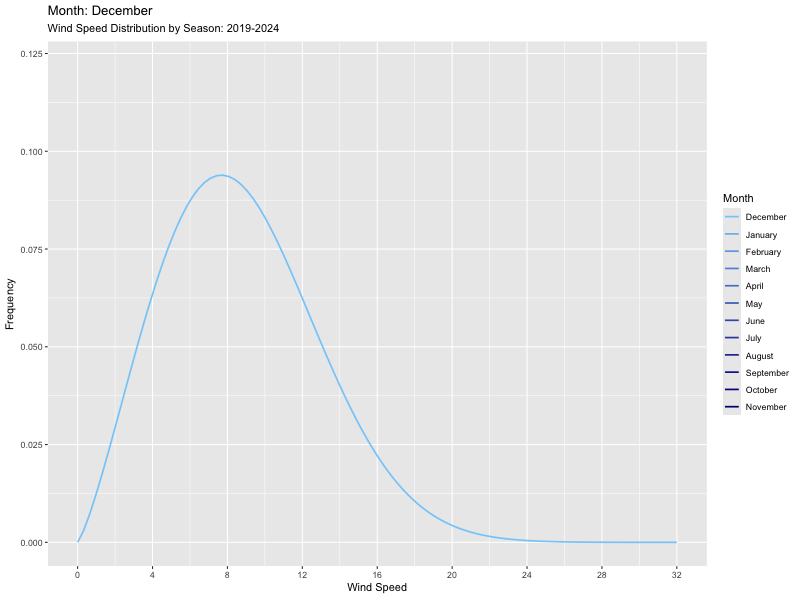 Month: December
Wind Speed Distribution by Season: 2019-2024
0.125
0.100
0.075
0.050
0.025
0.000
Frequency
0 4 8 12 16 20 24 28 32
Wind Speed
Month
December
January
February
March
April
May
June
July
August
September
October
November